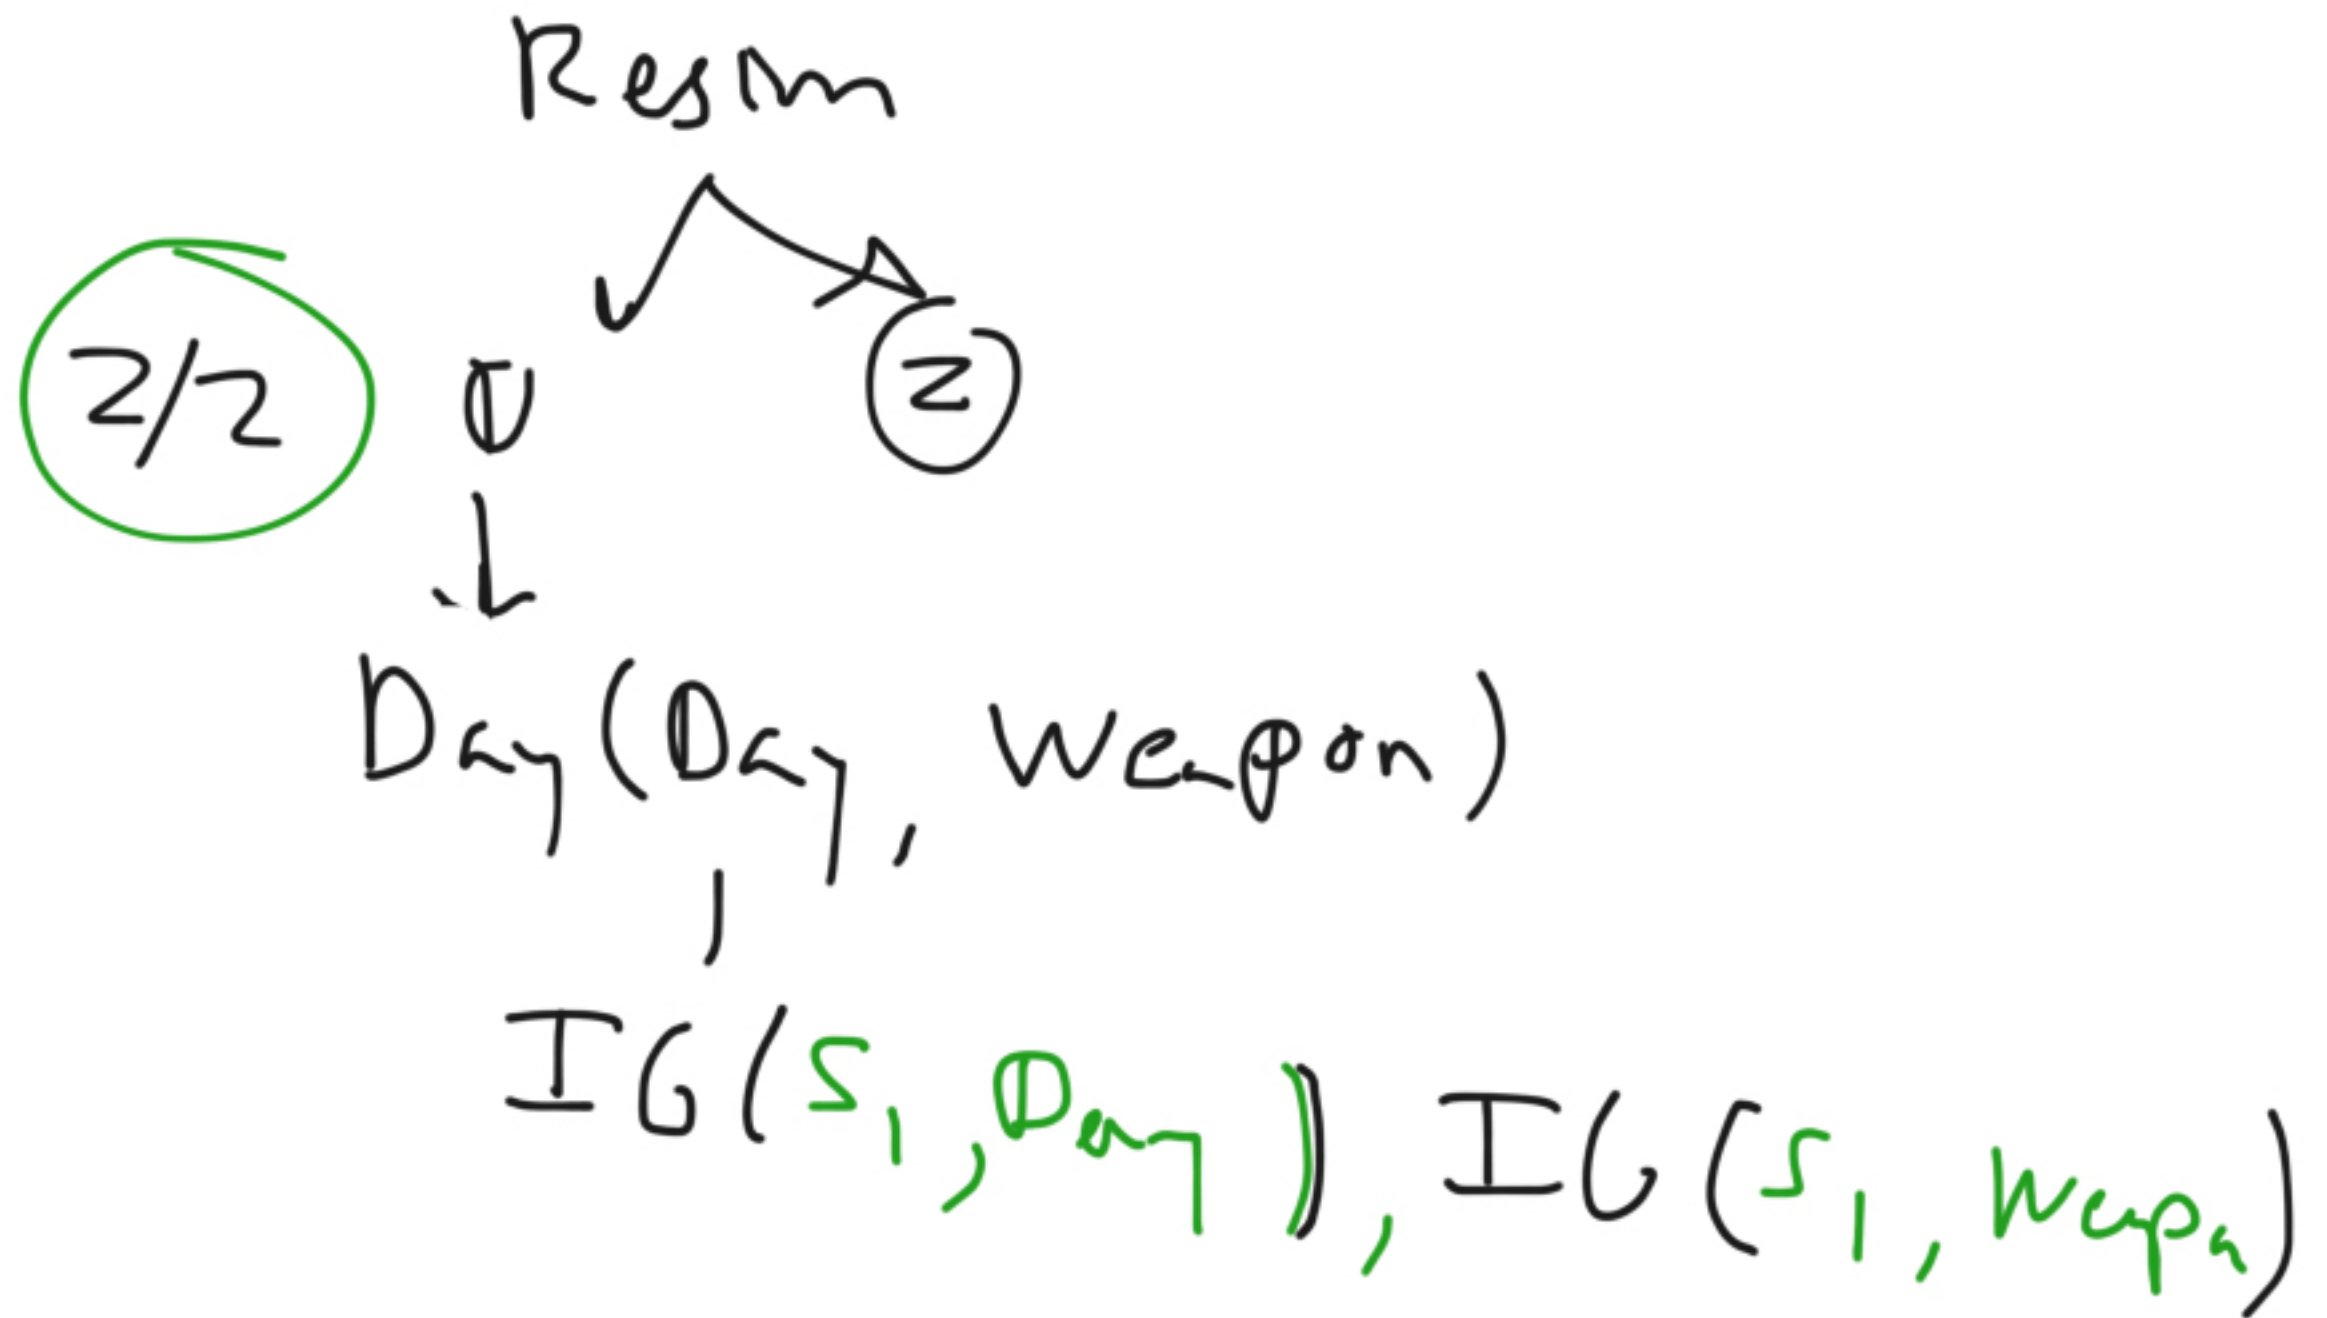 Resm
2/2 0 2
Day(Day, Weapon)
IG(S1, Day)), IG(S1, Weapn)